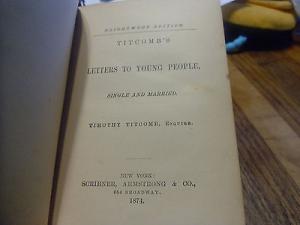 BRIGHTWOOD EDITION
TITCOMB'S
LETTERS TO YOUNG PEOPLE,
SINGLE AND MARRIED.
TIMOTHY TITCOMB, ESQUIRE.
NEW YORK:
SCRIBNER, ARMSTRONG & CO.,
654 BROADWAY.
1874.